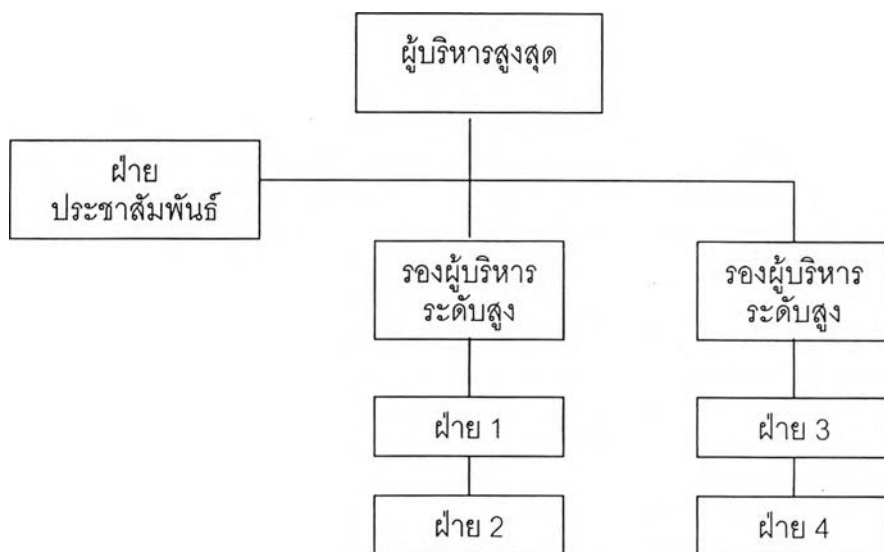 ผู้บริหารสูงสุด
ฝ่าย
ประชาสัมพันธ์
รองผู้บริหาร
ระดับสูง
รองผู้บริหาร
ระดับสูง
ฝ่าย 1
ฝ่าย 3
ฝ่าย 2
ฝ่าย 4